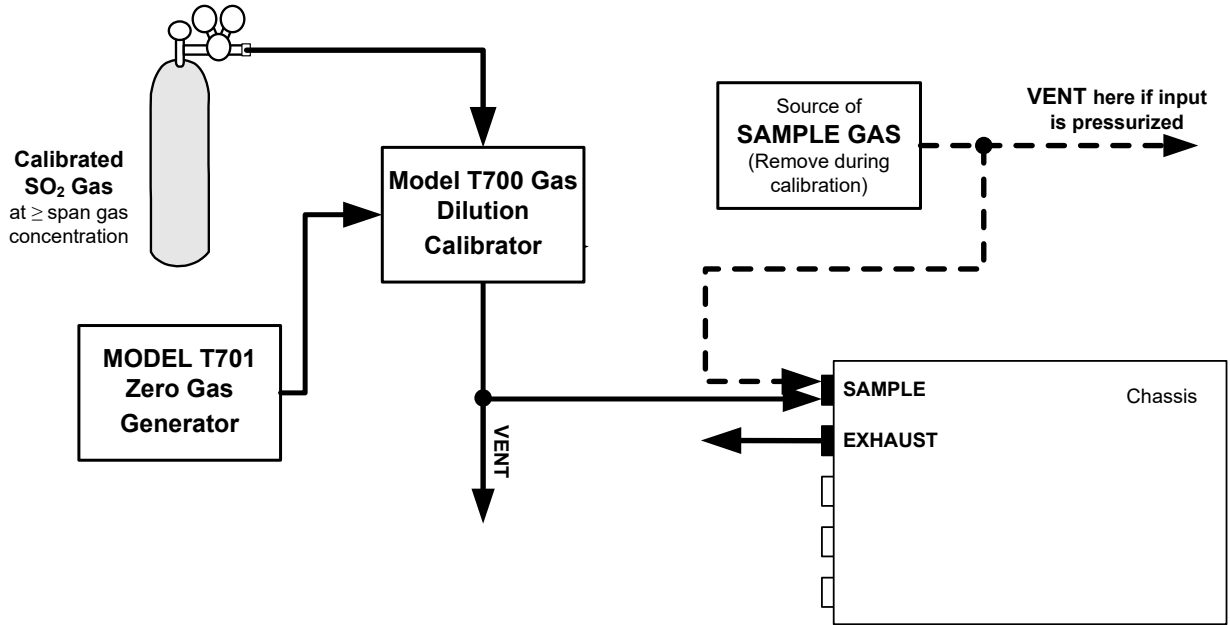 Calibrated
SO₂ Gas
at ≥ span gas
concentration
Model T700 Gas
Dilution
Calibrator
MODEL T701
Zero Gas
Generator
VENT
Source of
SAMPLE GAS
(Remove during
calibration)
VENT here if input
is pressurized
SAMPLE
Chassis
EXHAUST